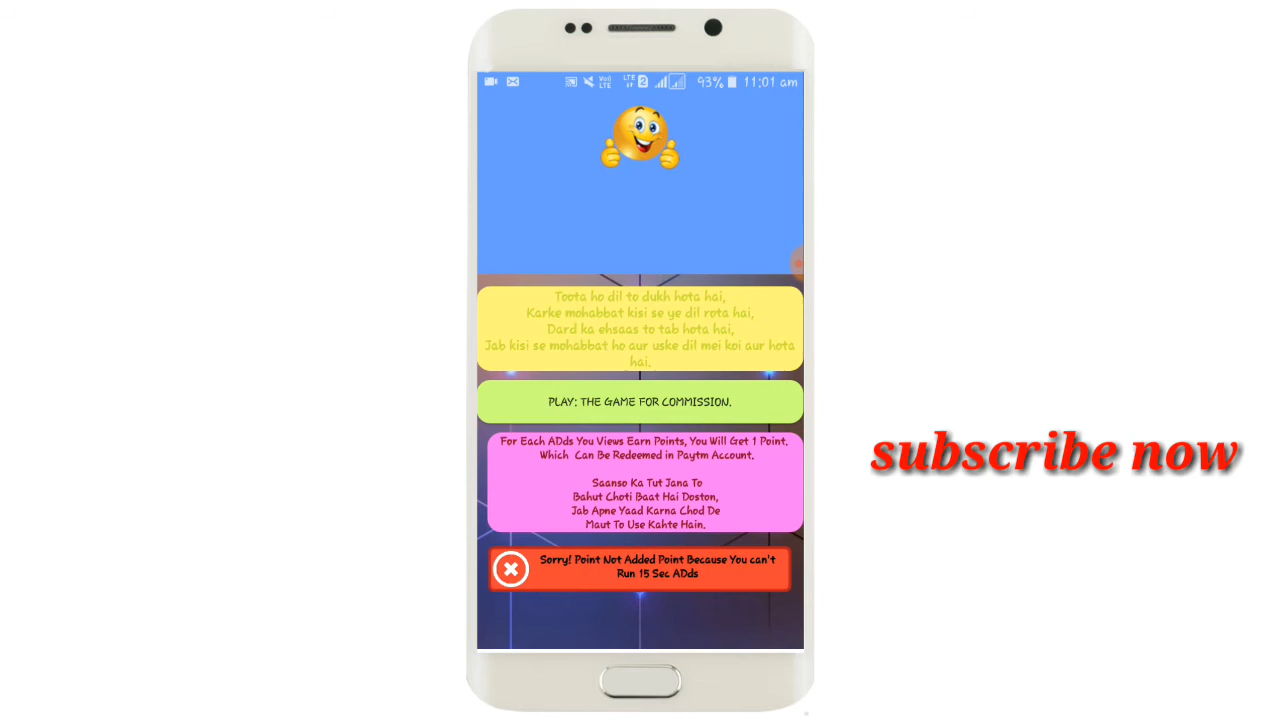 Vo)) LTE LTE 2 93% 11:01 am
Toota ho dil to dukh hota hai,
Karke mohabbat kisi se ye dil rota hai,
Dard ka ehsaas to tab hota hai,
Jab kisi se mohabbat ho aur uske dil mei koi aur hota
hai.
PLAY: THE GAME FOR COMMISSION.
For Each ADds You Views Earn Points, You Will Get 1 Point.
Which Can Be Redeemed in Paytm Account.
Saanso Ka Tut Jana To
Bahut Choti Baat Hai Doston,
Jab Apne Yaad Karna Chod De
Maut To Use Kahte Hain.
Sorry! Point Not Added Point Because You can't
Run 15 Sec ADds
subscribe now